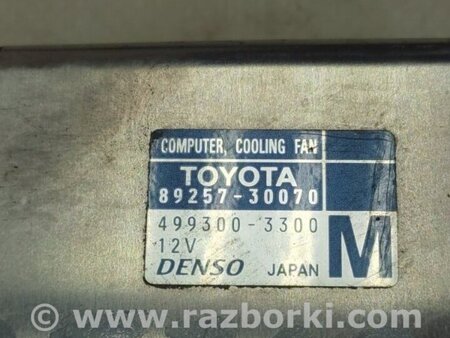 COMPUTER, COOLING FAN
TOYOTA
89257-30070
499300-3300
12V
M
DENSO JAPAN
© www.razborki.com